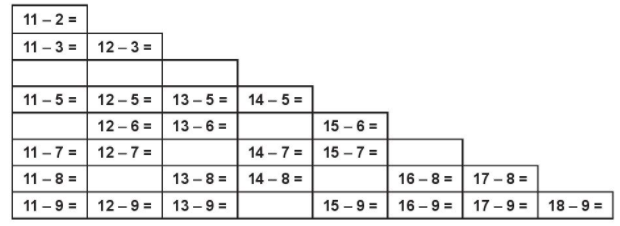 11 – 2 =
11 – 3 = 12 – 3 =
11 – 5 = 12 – 5 = 13 – 5 = 14 – 5 =
12 – 6 = 13 – 6 = 15 – 6 =
11 – 7 = 12 – 7 = 14 – 7 = 15 – 7 =
11 – 8 = 13 – 8 = 14 – 8 = 16 – 8 = 17 – 8 =
11 – 9 = 12 – 9 = 13 – 9 = 15 – 9 = 16 – 9 = 17 – 9 = 18 – 9 =